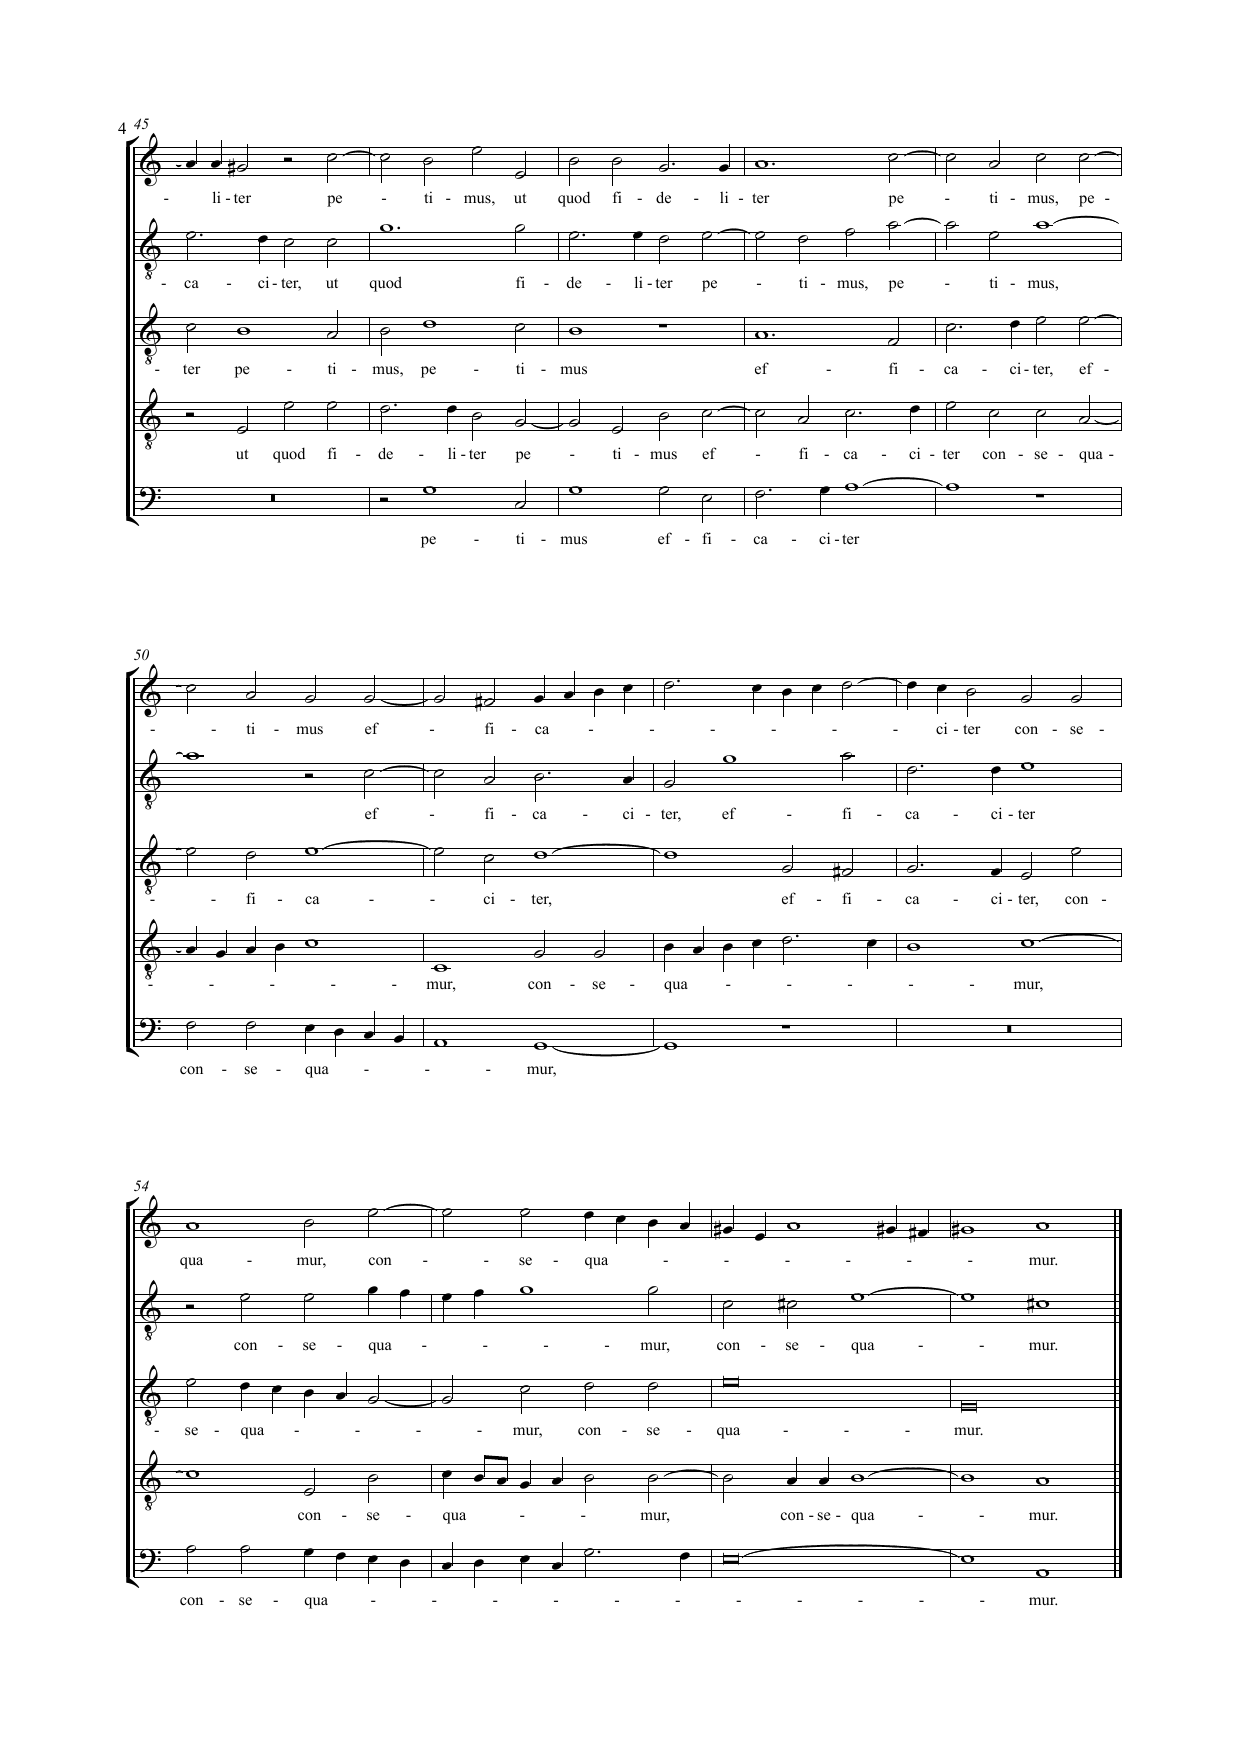 4
45
- li - ter pe - ti - mus, ut quod fi - de - li - ter pe - ti - mus, pe -
- ca - ci - ter, ut quod fi - de - li - ter pe - ti - mus, pe - ti - mus,
- ter pe - ti - mus, pe - ti - mus ef - fi - ca - ci - ter, ef -
ut quod fi - de - li - ter pe - ti - mus ef - fi - ca - ci - ter con - se - qua -
pe - ti - mus ef - fi - ca - ci - ter
50
- - ti - mus ef - fi - ca - - - - - - ci - ter con - se -
ef - fi - ca - ci - ter, ef - fi - ca - ci - ter
- - fi - ca - - ci - ter, ef - fi - ca - ci - ter, con -
- - - - - mur, con - se - qua - - - - - mur,
con - se - qua - - - mur,
54
qua - mur, con - - se - qua - - - - - - mur.
con - se - qua - - - - mur, con - se - qua - - mur.
- se - qua - - - - mur, con - se - qua - - - mur.
con - se - qua - - - mur, con - se - qua - - mur.
con - se - qua - - - - - - - - - - - mur.